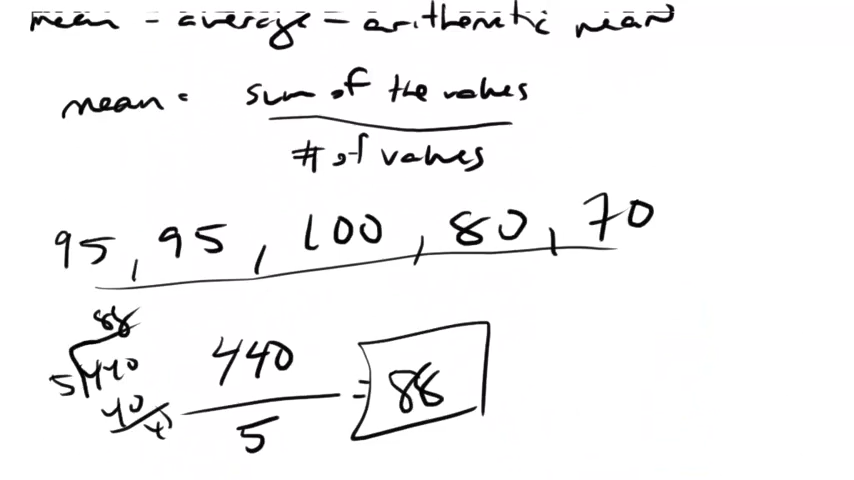 mean - average - arithmetic mean
mean = sum of the values
# of values
95, 95, 100, 80, 70
88
5 440 440
40 = 88
5